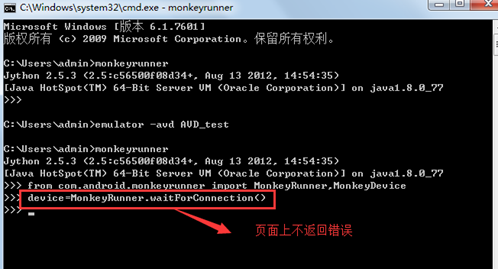 C:\Windows\system32\cmd.exe - monkeyrunner
Microsoft Windows [版本 6.1.7601]
版权所有 (c) 2009 Microsoft Corporation。保留所有权利。
C:\Users\admin>monkeyrunner
Jython 2.5.3 (2.5:c56500f08d34+, Aug 13 2012, 14:54:35)
[Java HotSpot(TM) 64-Bit Server VM (Oracle Corporation)] on java1.8.0_77
>>>
C:\Users\admin>emulator -avd AVD_test
C:\Users\admin>monkeyrunner
Jython 2.5.3 (2.5:c56500f08d34+, Aug 13 2012, 14:54:35)
[Java HotSpot(TM) 64-Bit Server VM (Oracle Corporation)] on java1.8.0_77
>>> from com.android.monkeyrunner import MonkeyRunner,MonkeyDevice
>>> device=MonkeyRunner.waitForConnection()
>>> _
页面上不返回错误